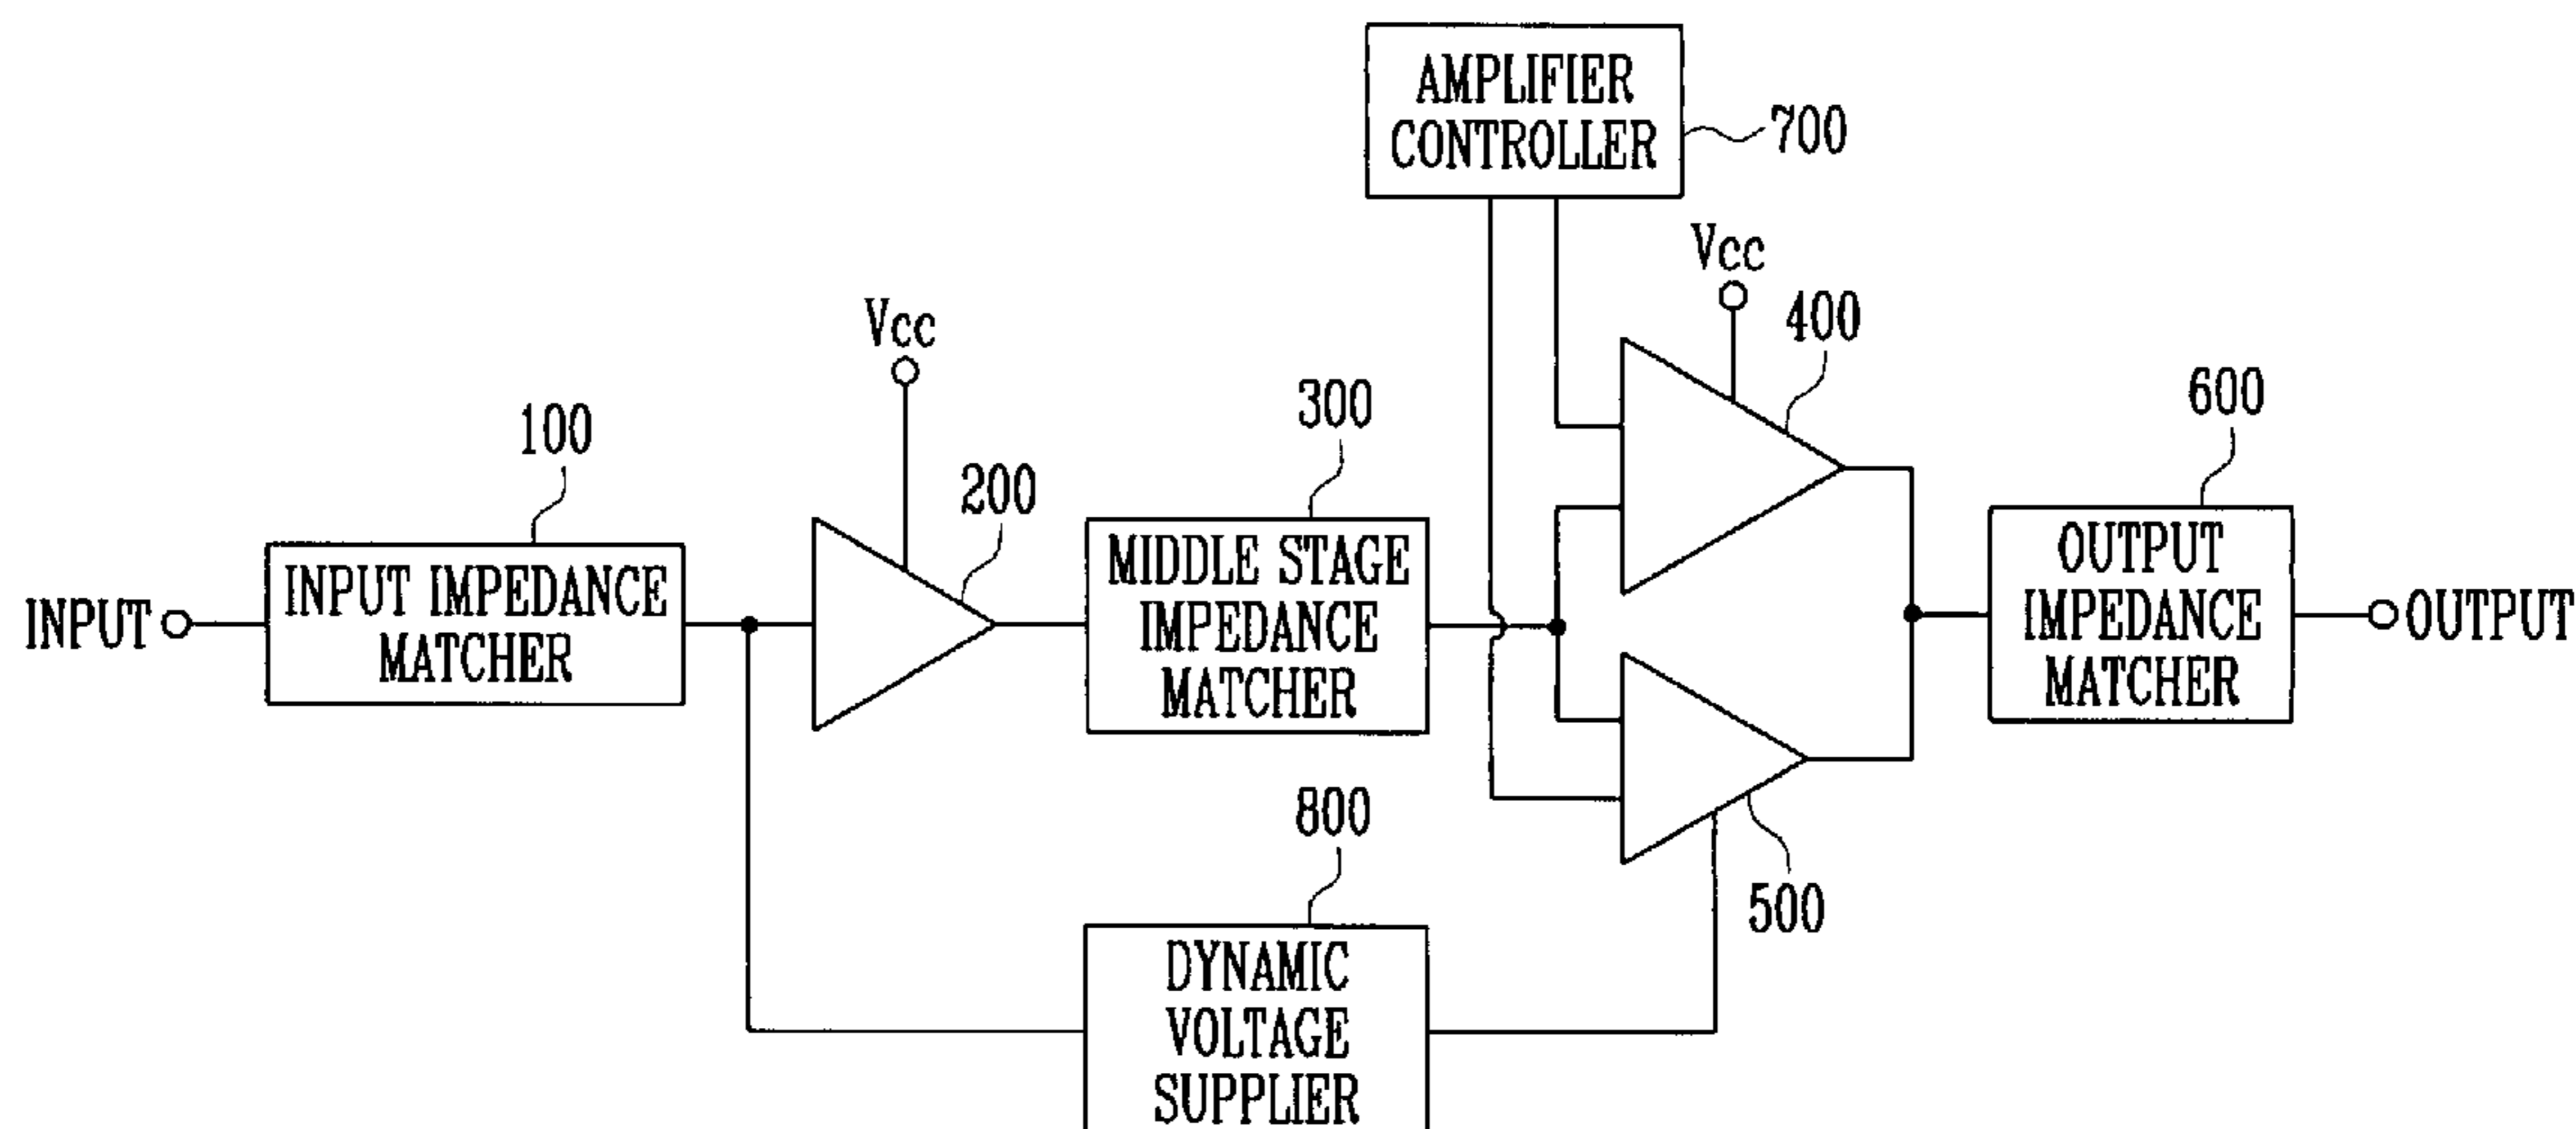 AMPLIFIER
CONTROLLER
700
Vcc
400
Vcc
300
600
100
200
INPUT
INPUT IMPEDANCE
MATCHER
MIDDLE STAGE
IMPEDANCE
MATCHER
OUTPUT
IMPEDANCE
MATCHER
OUTPUT
800
500
DYNAMIC
VOLTAGE
SUPPLIER